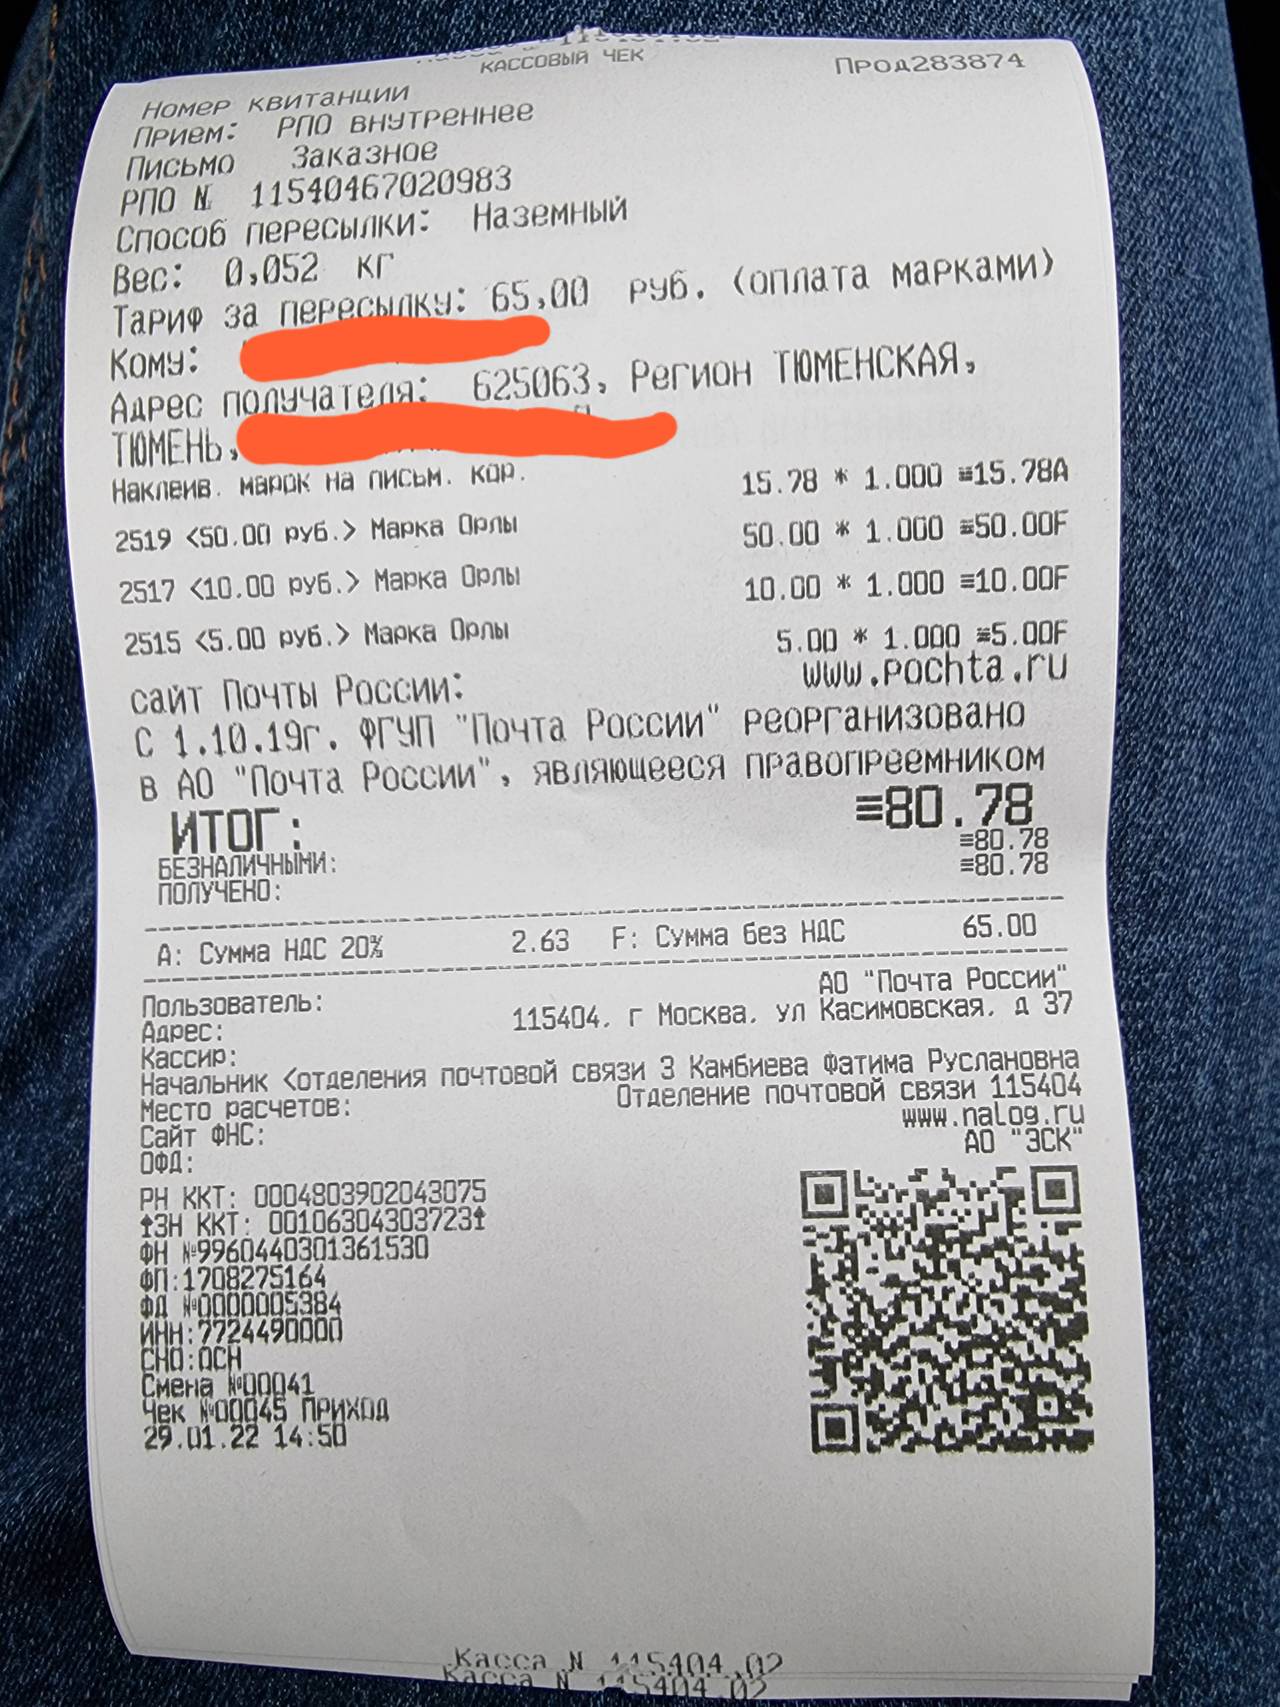 КАССОВЫЙ ЧЕК
Прод283874
Номер квитанции
Прием: РПО внутреннее
Письмо Заказное
РПО № 11540467020983
Способ пересылки: Наземный
Вес: 0,052 кг
Тариф за пересылку: 65,00 руб. (оплата марками)
Кому:
Адрес получателя: 625063, Регион ТЮМЕНСКАЯ,
ТЮМЕНЬ,
Наклеив. марок на письм. кор. 15.78 * 1.000 ≡15.78А
2519 <50.00 руб.> Марка Орлы 50.00 * 1.000 ≡50.00F
2517 <10.00 руб.> Марка Орлы 10.00 * 1.000 ≡10.00F
2515 <5.00 руб.> Марка Орлы 5.00 * 1.000 ≡5.00F
сайт Почты России: www.pochta.ru
С 1.10.19г. ФГУП "Почта России" реорганизовано
в АО "Почта России", являющееся правопреемником
ИТОГ: ≡80.78
БЕЗНАЛИЧНЫМИ: ≡80.78
ПОЛУЧЕНО: ≡80.78
А: Сумма НДС 20% 2.63 F: Сумма без НДС 65.00
Пользователь: АО "Почта России"
Адрес: 115404, г Москва, ул Касимовская, д 37
Кассир:
Начальник <отделения почтовой связи 3 Камбиева Фатима Руслановна
Место расчетов: Отделение почтовой связи 115404
Сайт ФНС: www.nalog.ru
ОФД: АО "ЭСК"
РН ККТ: 0004803902043075
↑ЗН ККТ: 00106304303723↑
ФН №9960440301361530
ФП:1708275164
ФД №0000005384
ИНН:7724490000
СНО:ОСН
Смена №00041
Чек №00045 ПРИХОД
29.01.22 14:50
Касса N 115404.02
Касса N 115404.02